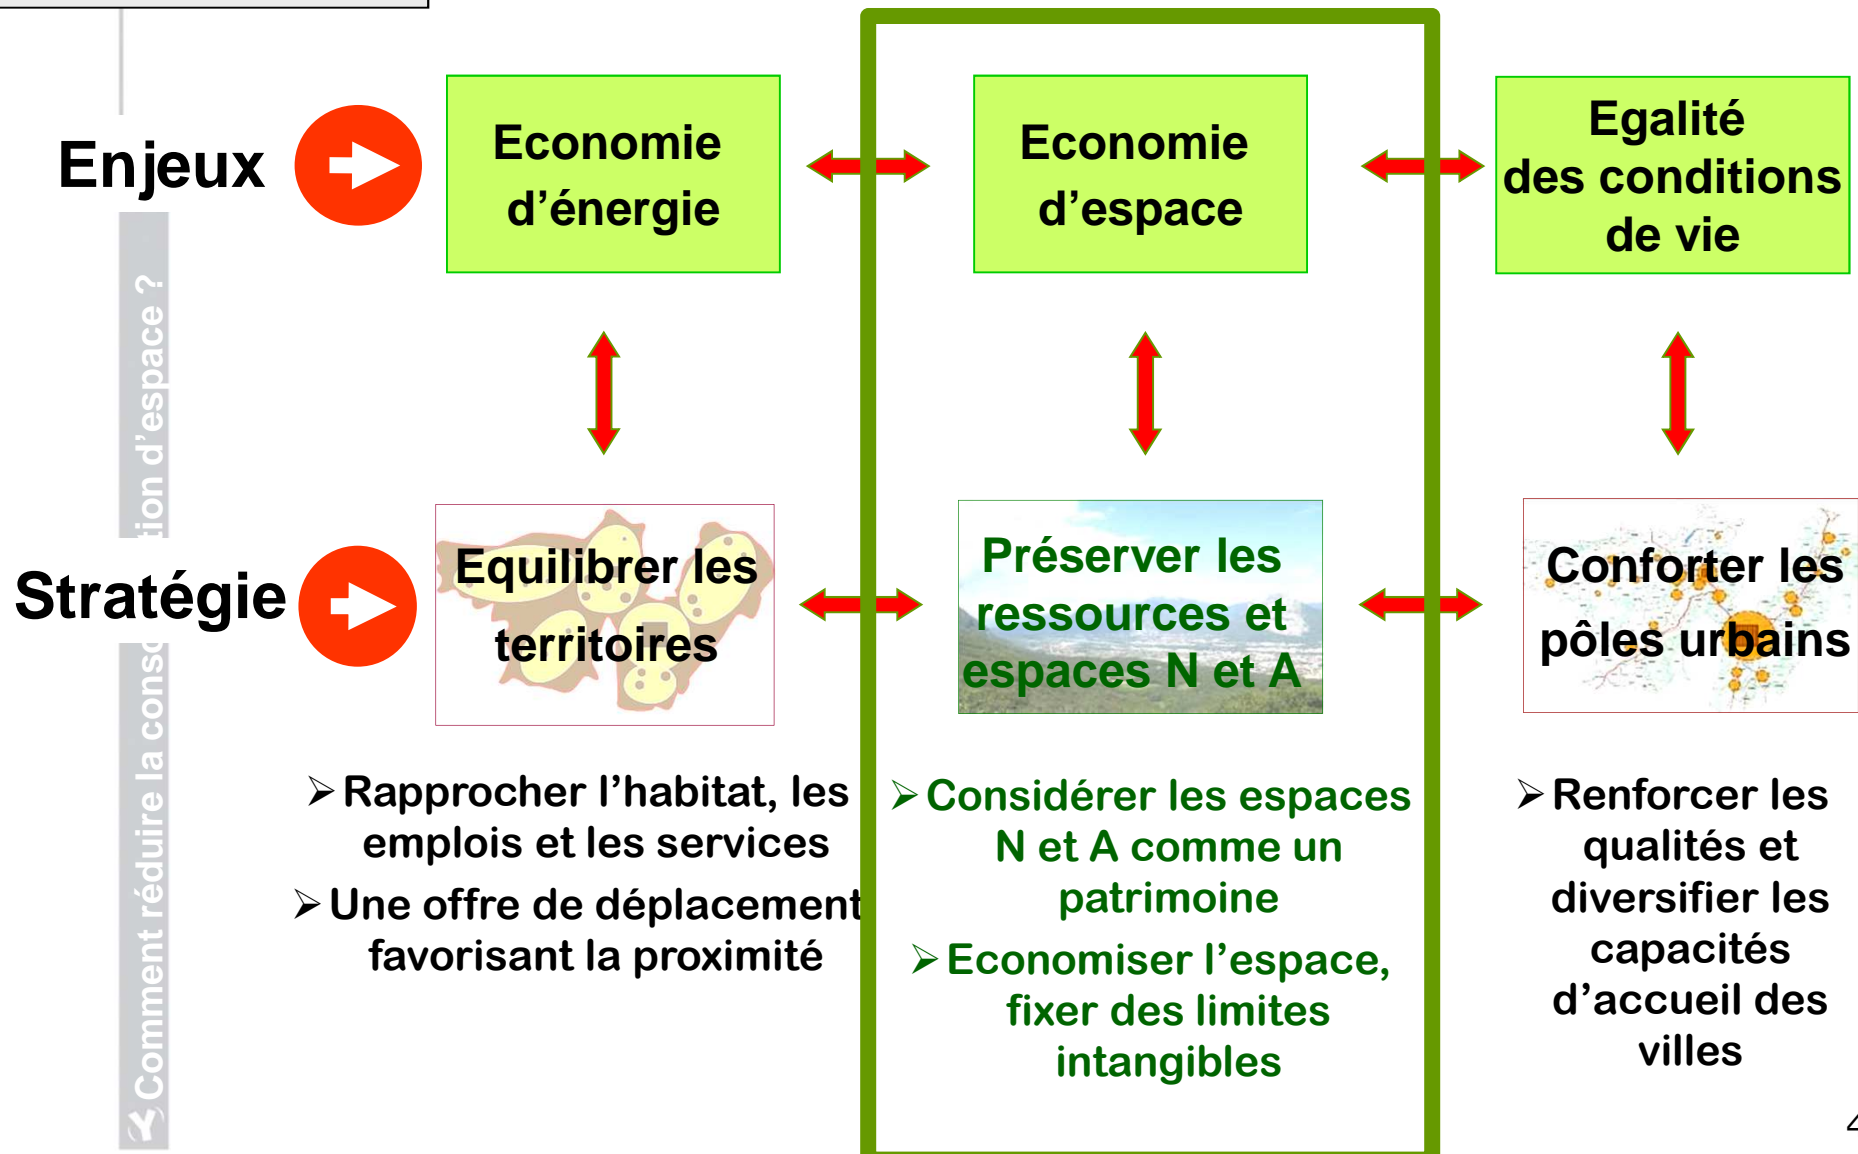 Enjeux
Economie
d’énergie
Economie
d’espace
Egalité
des conditions
de vie
Stratégie
Equilibrer les
territoires
Préserver les
ressources et
espaces N et A
Conforter les
pôles urbains
➢ Rapprocher l’habitat, les
emplois et les services
➢ Une offre de déplacement
favorisant la proximité
➢ Considérer les espaces
N et A comme un
patrimoine
➢ Economiser l’espace,
fixer des limites
intangibles
➢ Renforcer les
qualités et
diversifier les
capacités
d’accueil des
villes
Comment réduire la conso tion d’espace ?
4